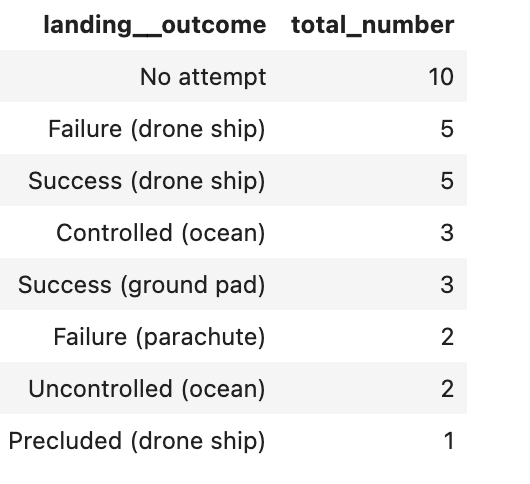 landing__outcome total_number
No attempt 10
Failure (drone ship) 5
Success (drone ship) 5
Controlled (ocean) 3
Success (ground pad) 3
Failure (parachute) 2
Uncontrolled (ocean) 2
Precluded (drone ship) 1